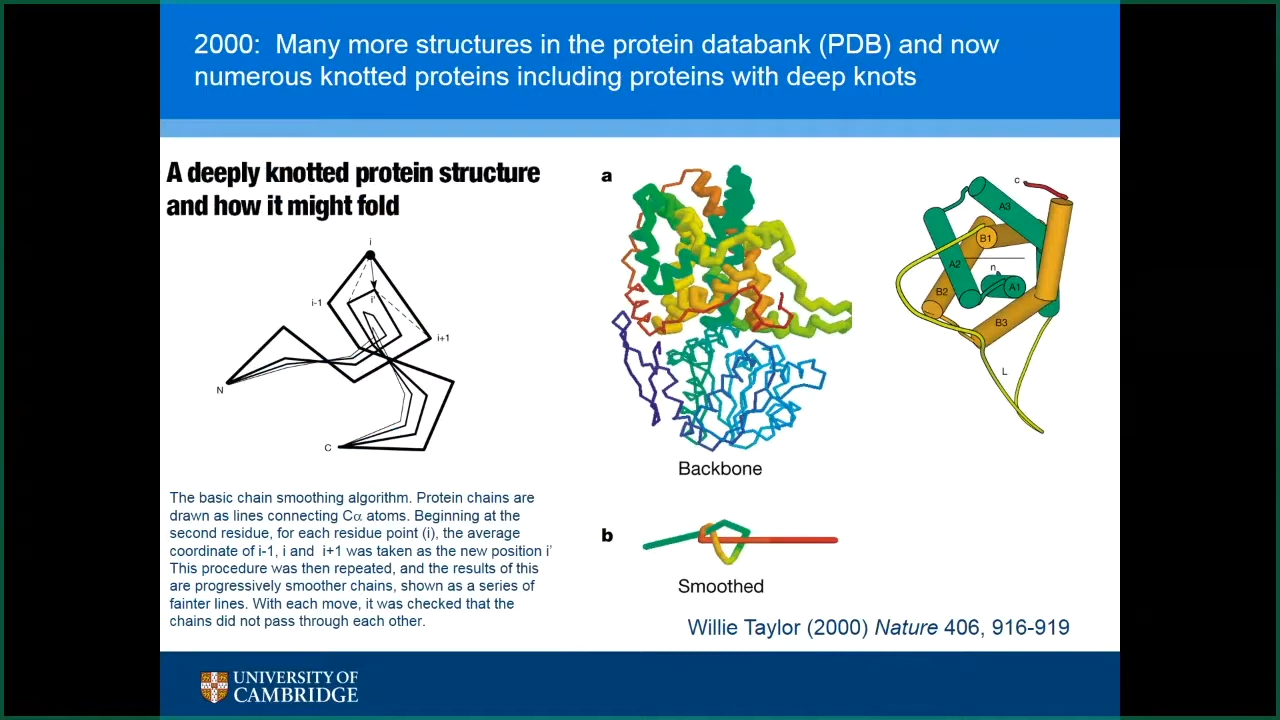 2000:  Many more structures in the protein databank (PDB) and now
numerous knotted proteins including proteins with deep knots
A deeply knotted protein structure
and how it might fold
i
i-1
i'
i+1
N
C
The basic chain smoothing algorithm. Protein chains are
drawn as lines connecting Cα atoms. Beginning at the
second residue, for each residue point (i), the average
coordinate of i-1, i and  i+1 was taken as the new position i'
This procedure was then repeated, and the results of this
are progressively smoother chains, shown as a series of
fainter lines. With each move, it was checked that the
chains did not pass through each other.
a
Backbone
b
Smoothed
c
A3
B1
A2
n
A1
B2
B3
L
Willie Taylor (2000) Nature 406, 916-919
UNIVERSITY OF
CAMBRIDGE